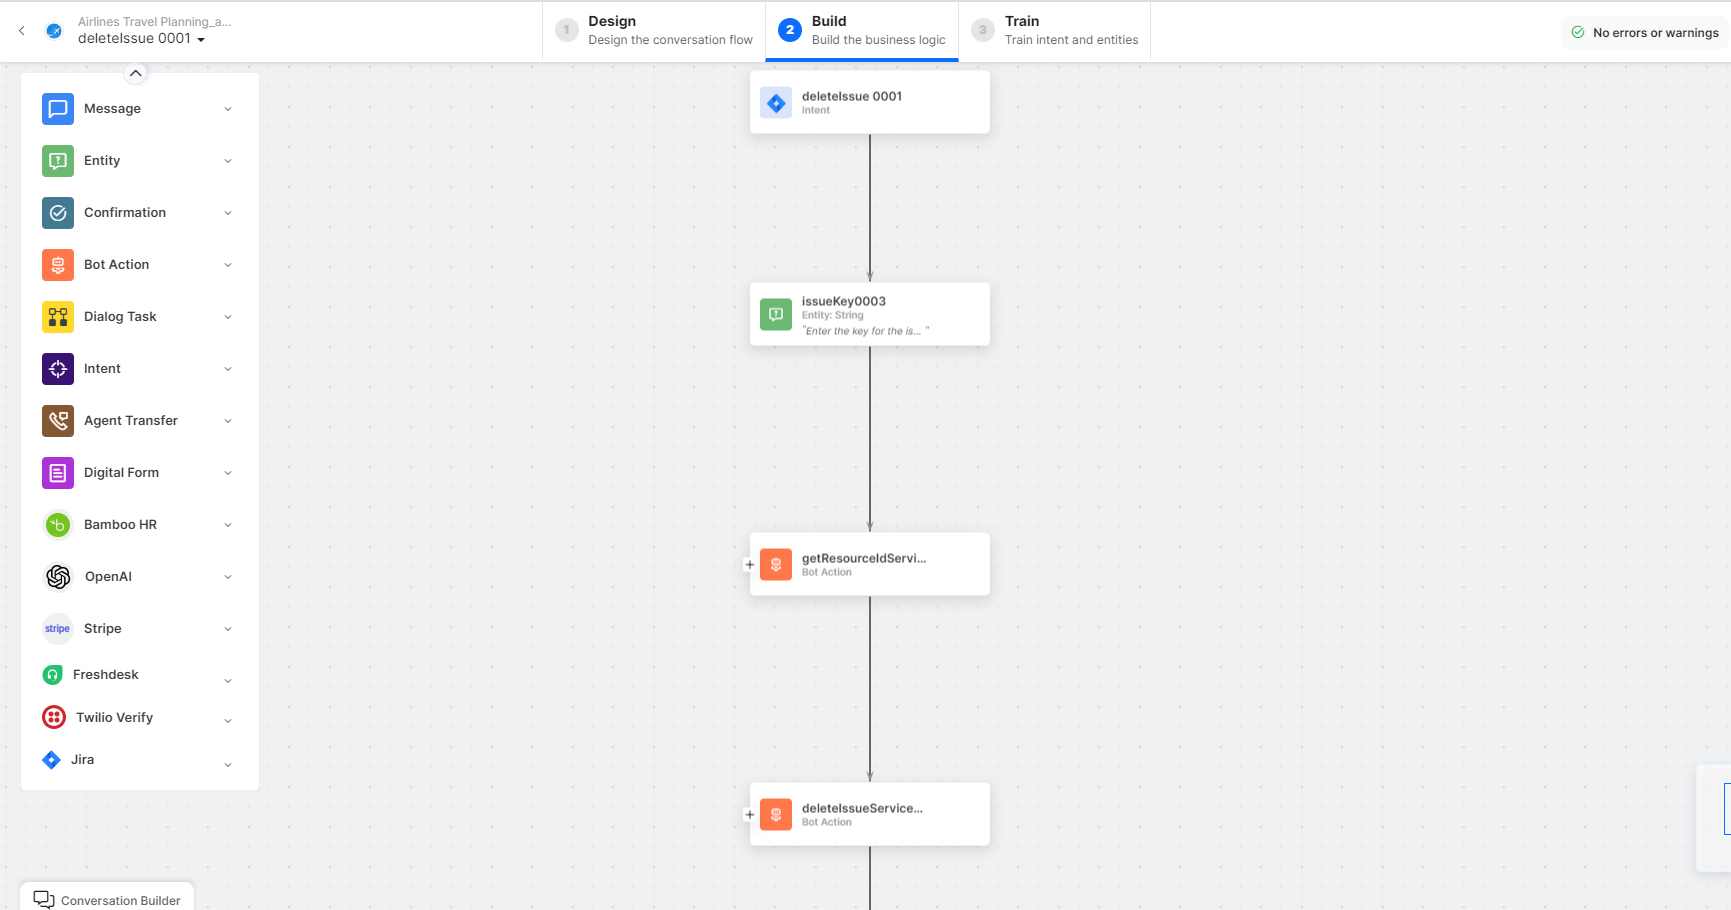 Airlines Travel Planning_a...
deleteIssue 0001
1
Design
Design the conversation flow
2
Build
Build the business logic
3
Train
Train intent and entities
No errors or warnings
Message
Entity
Confirmation
Bot Action
Dialog Task
Intent
Agent Transfer
Digital Form
Bamboo HR
OpenAI
stripe
Stripe
Freshdesk
Twilio Verify
Jira
deleteIssue 0001
Intent
issueKey0003
Entity: String
"Enter the key for the is... "
getResourceIdServi...
Bot Action
deleteIssueService...
Bot Action
Conversation Builder